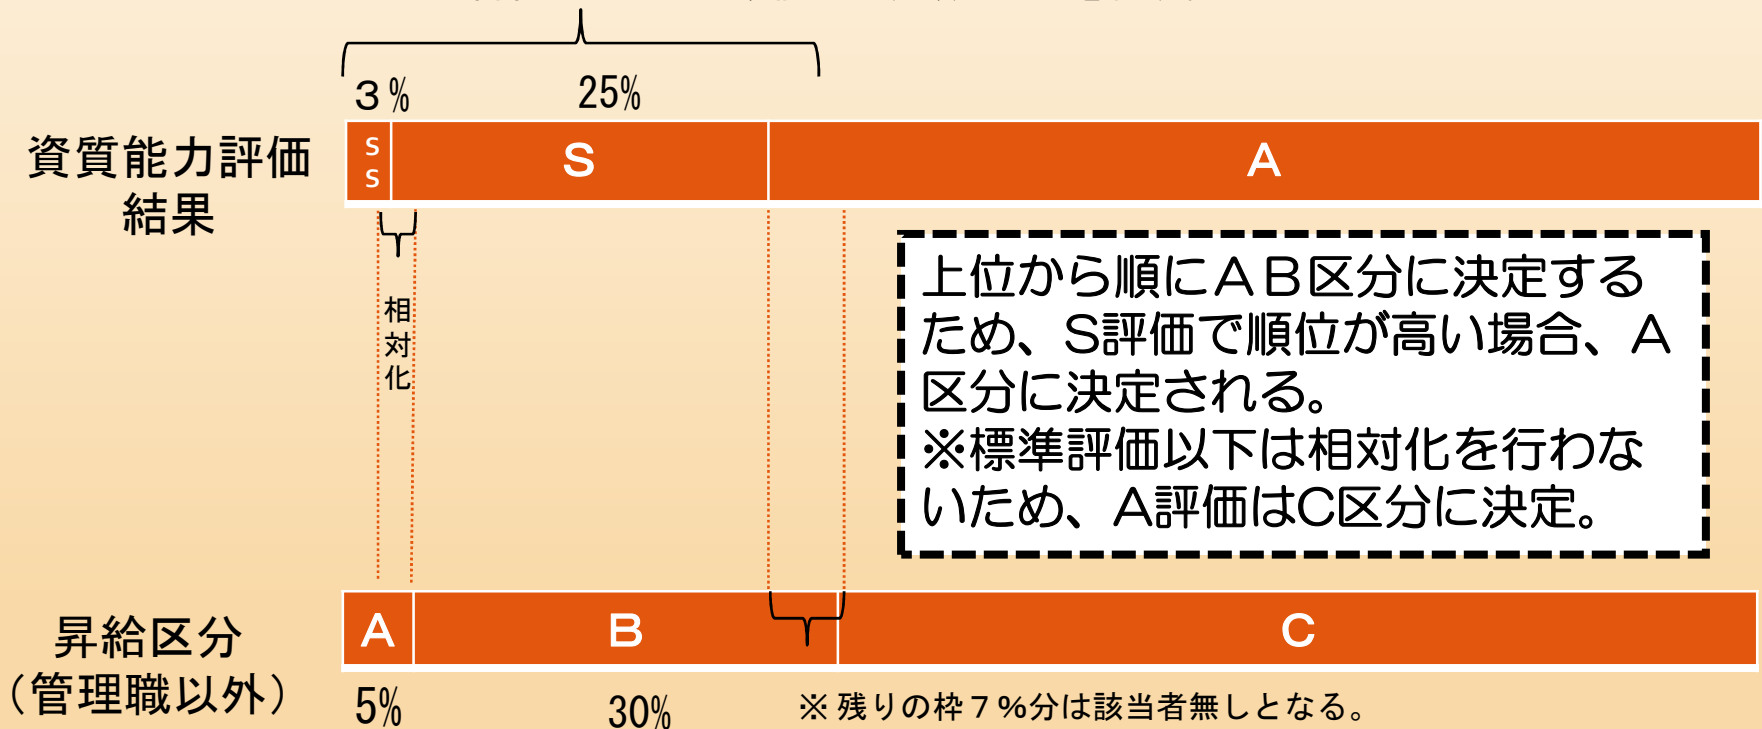 3％ 25%
資質能力評価
結果
SS S A
相対化
上位から順にＡＢ区分に決定する
ため、S評価で順位が高い場合、A
区分に決定される。
※標準評価以下は相対化を行わな
いため、A評価はC区分に決定。
昇給区分
（管理職以外）
A B C
5% 30%
※残りの枠７%分は該当者無しとなる。